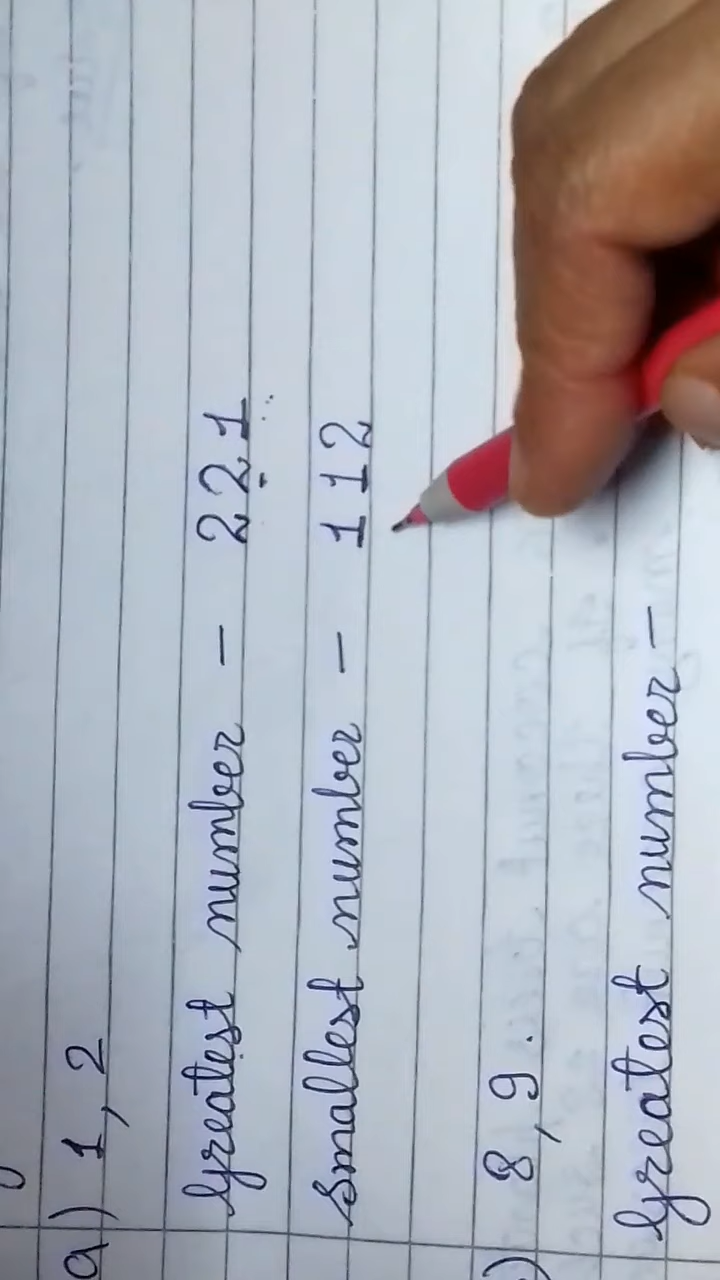 a) 1, 2
Greatest number - 221
Smallest number - 112
) 8, 9.
Greatest number -